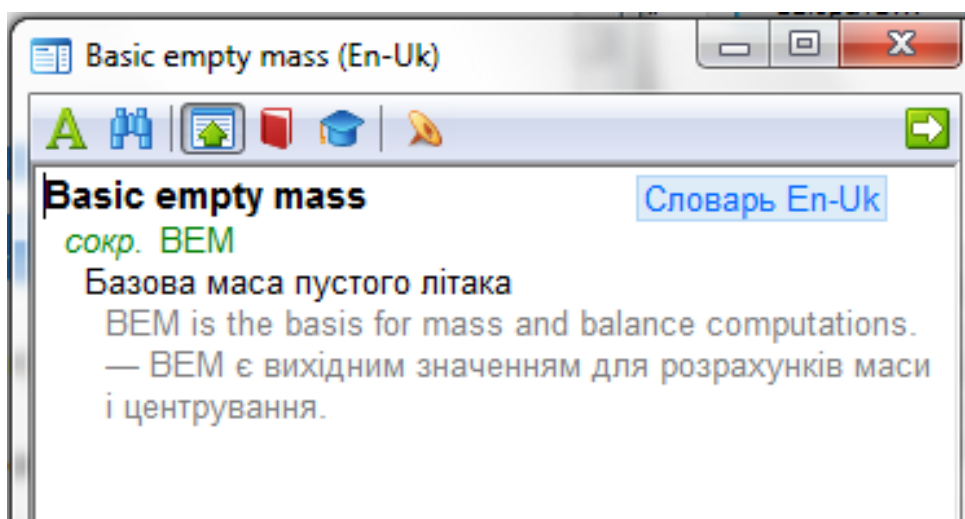 Basic empty mass (En-Uk)
Basic empty mass
Словарь En-Uk
сокр. BEM
Базова маса пустого літака
BEM is the basis for mass and balance computations.
— BEM є вихідним значенням для розрахунків маси
і центрування.